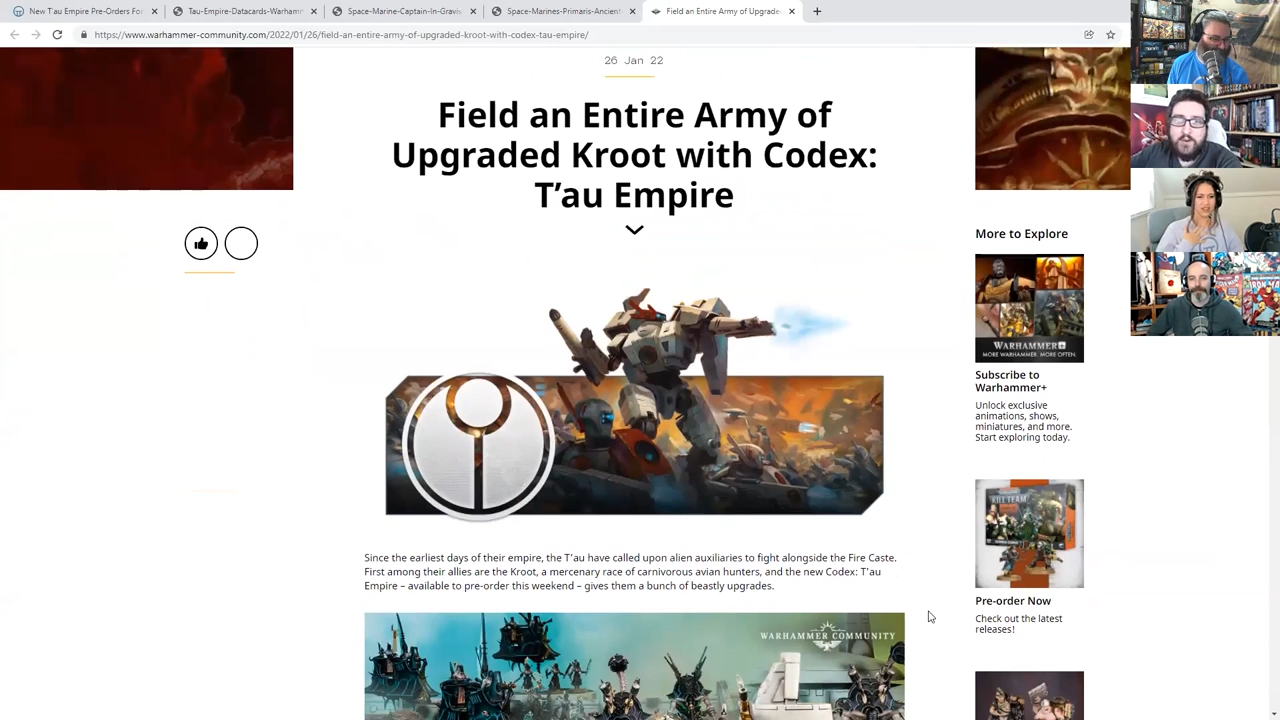 New T'au Empire Pre-Orders For
Tau-Empire-Datacards-Warham
Space-Marine-Captain-In-Gravis
Space-Marines-Primaris-Ancient
Field an Entire Army of Upgrade
https://www.warhammer-community.com/2022/01/26/field-an-entire-army-of-upgraded-kroot-with-codex-tau-empire/
26 Jan 22
Field an Entire Army of
Upgraded Kroot with Codex:
T'au Empire
Since the earliest days of their empire, the T'au have called upon alien auxiliaries to fight alongside the Fire Caste.
First among their allies are the Kroot, a mercenary race of carnivorous avian hunters, and the new Codex: T'au
Empire – available to pre-order this weekend – gives them a bunch of beastly upgrades.
WARHAMMER COMMUNITY
More to Explore
WARHAMMER+
MORE WARHAMMER. MORE OFTEN.
Subscribe to
Warhammer+
Unlock exclusive
animations, shows,
miniatures, and more.
Start exploring today.
KILL TEAM
Pre-order Now
Check out the latest
releases!
IRON MAN